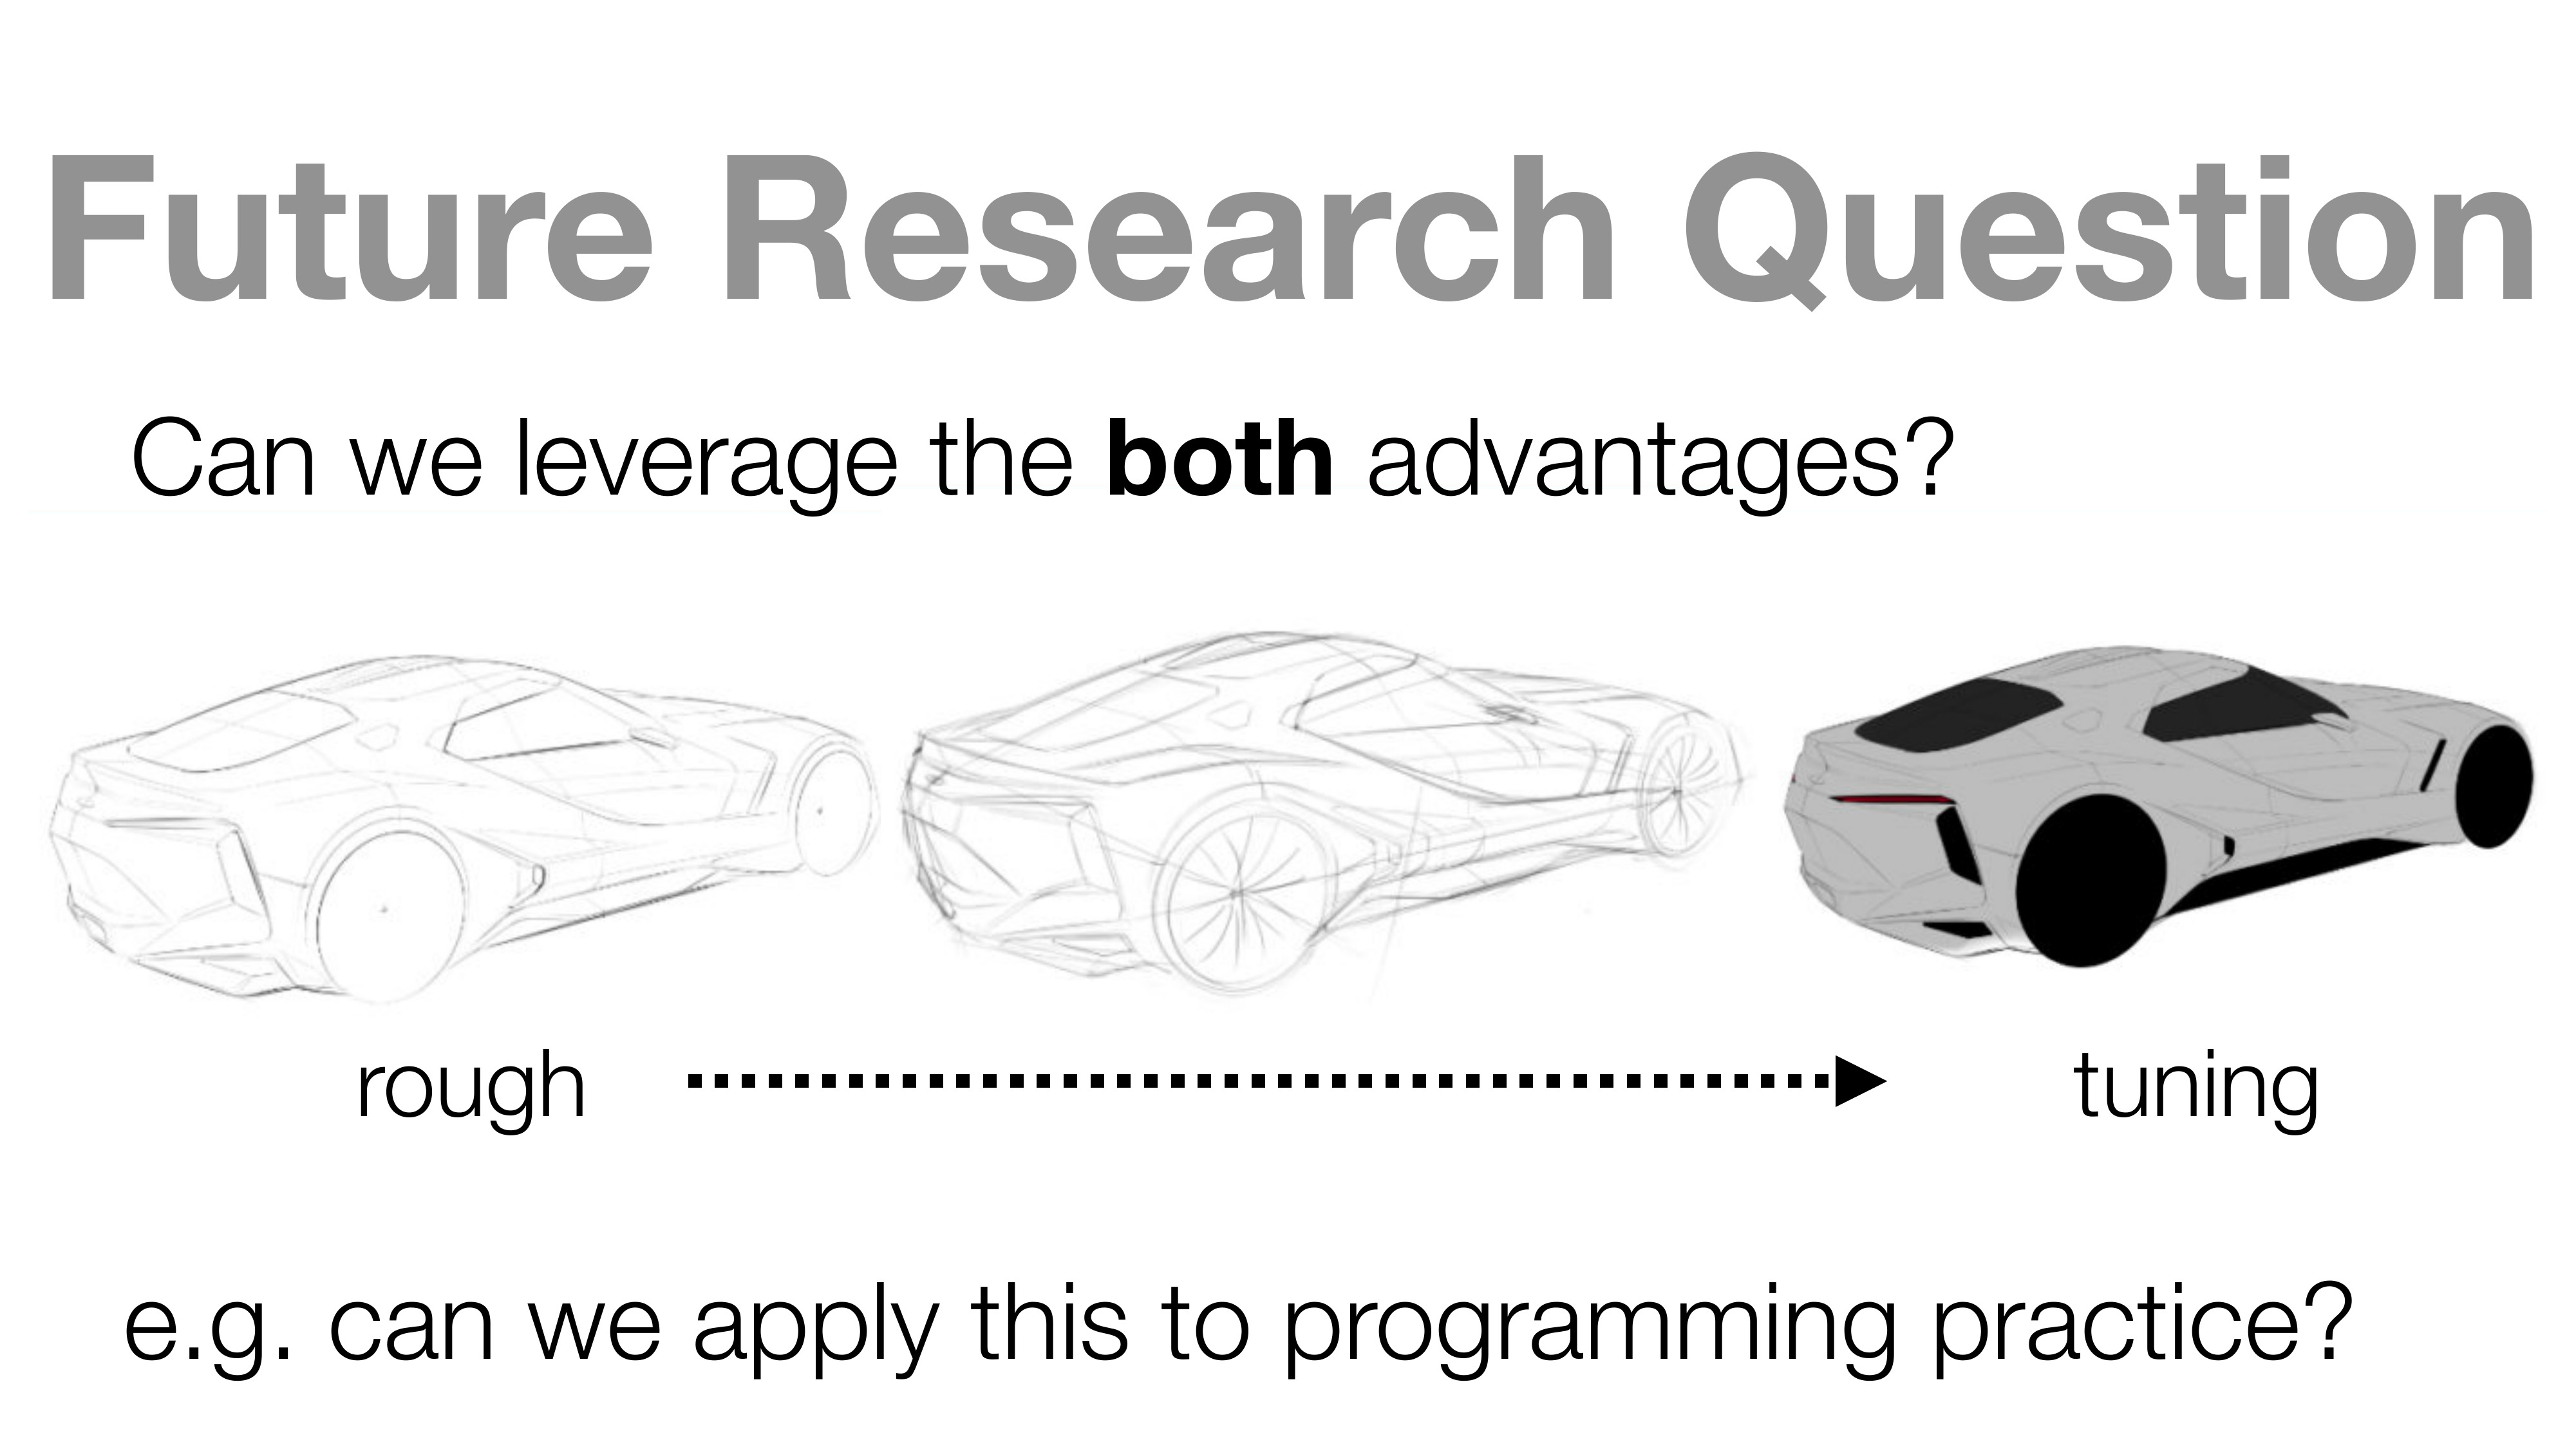 Future Research Question
Can we leverage the both advantages?
rough
tuning
e.g. can we apply this to programming practice?